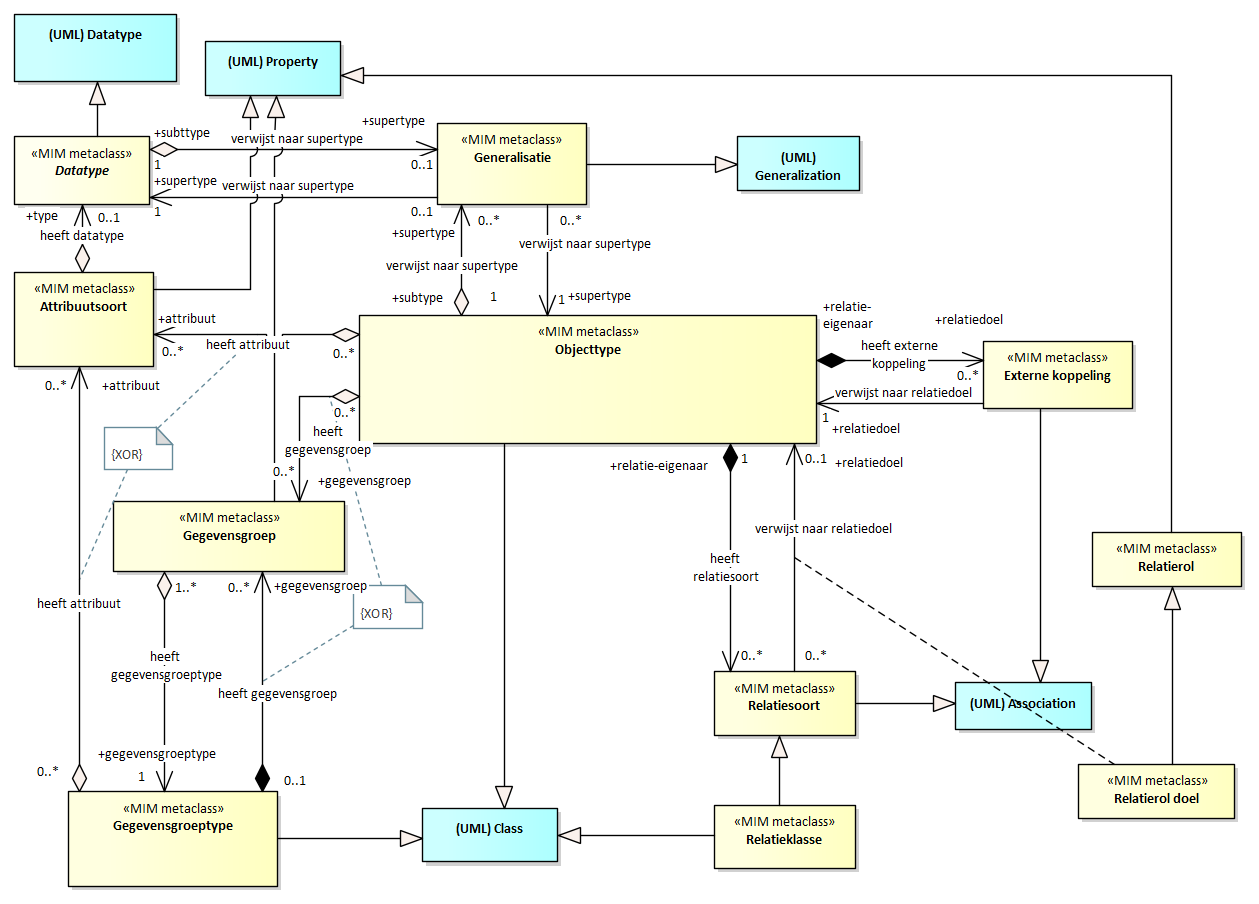 (UML) Datatype
(UML) Property
+subttype
verwijst naar supertype
+supertype
1
0..1
«MIM metaclass»
Datatype
«MIM metaclass»
Generalisatie
(UML)
Generalization
+supertype
verwijst naar supertype
1
0..1
+type
0..1
heeft datatype
+supertype
0..*
0..*
verwijst naar supertype
verwijst naar supertype
+subtype
1
1
+supertype
«MIM metaclass»
Attribuutsoort
+attribuut
0..*
heeft attribuut
0..*
«MIM metaclass»
Objecttype
+relatie-
eigenaar
+relatiedoel
heeft externe
koppeling
0..*
«MIM metaclass»
Externe koppeling
verwijst naar relatiedoel
1
+relatiedoel
0..*
+attribuut
0..*
heeft
gegevensgroep
{XOR}
0..*
+gegevensgroep
+relatie-eigenaar
1
0..1
+relatiedoel
«MIM metaclass»
Gegevensgroep
verwijst naar relatiedoel
heeft
relatiesoort
«MIM metaclass»
Relatierol
1..*
0..*
+gegevensgroep
heeft attribuut
{XOR}
heeft
gegevensgroeptype
heeft gegevensgroep
0..*
0..*
«MIM metaclass»
Relatiesoort
(UML) Association
+gegevensgroeptype
0..*
1
0..1
«MIM metaclass»
Relatierol doel
«MIM metaclass»
Gegevensgroeptype
(UML) Class
«MIM metaclass»
Relatieklasse